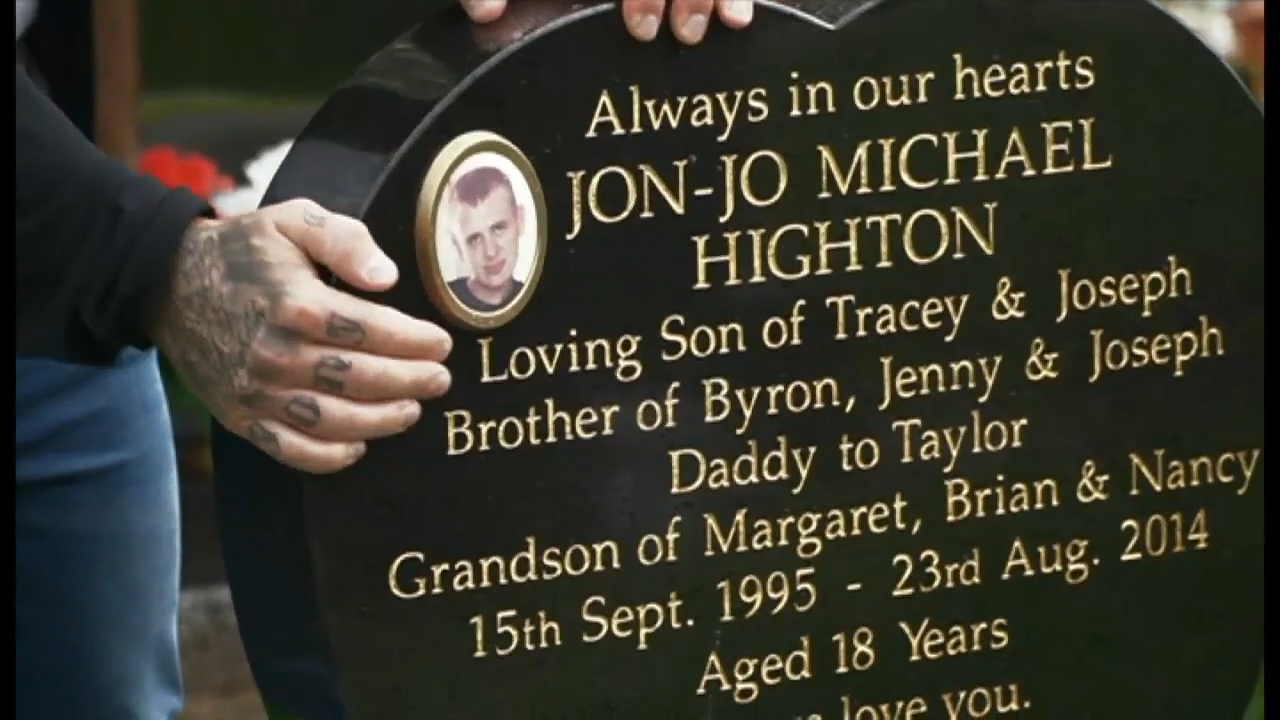 Always in our hearts
JON-JO MICHAEL
HIGHTON
Loving Son of Tracey & Joseph
Brother of Byron, Jenny & Joseph
Daddy to Taylor
Grandson of Margaret, Brian & Nancy
15th Sept. 1995 - 23rd Aug. 2014
Aged 18 Years
love you.